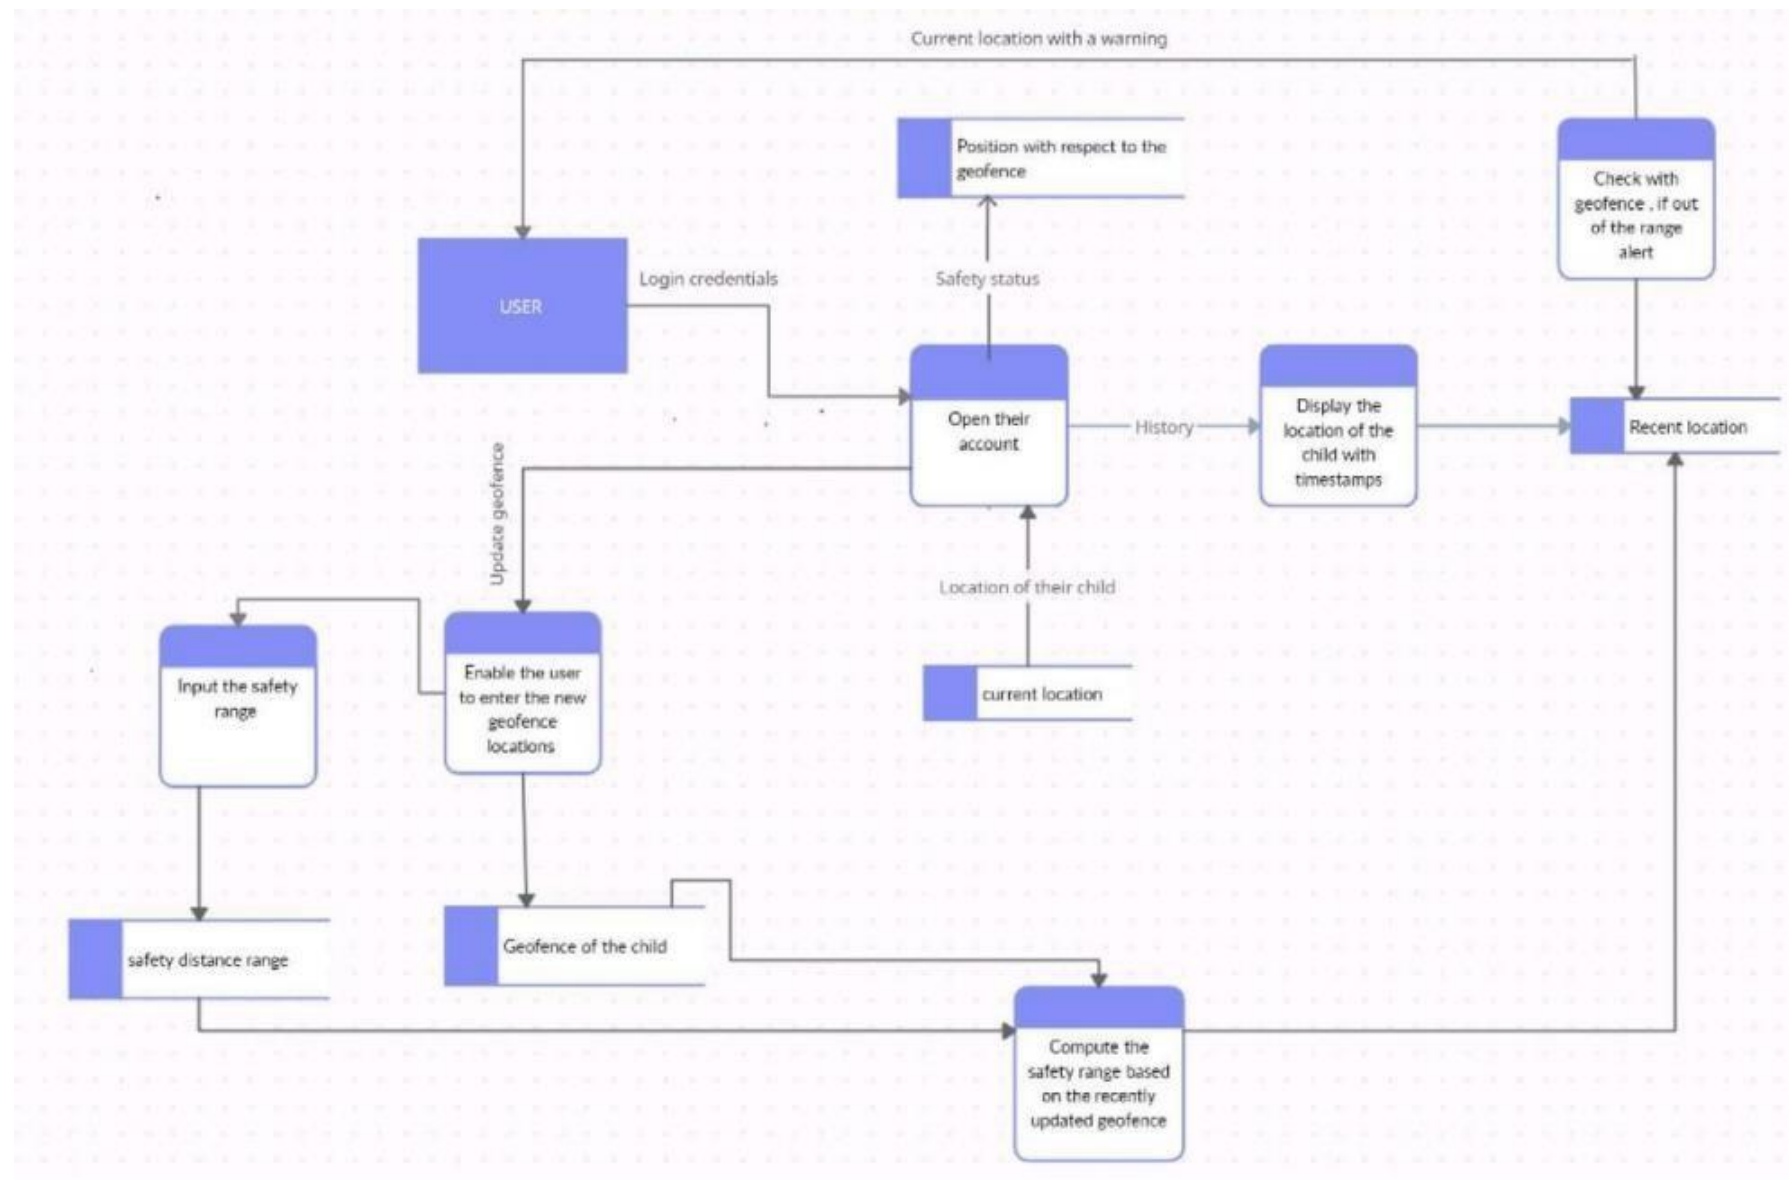 Current location with a warning
Position with respect to the
geofence
Check with
geofence , if out
of the range
alert
USER
Login credentials
Safety status
Open their
account
History
Display the
location of the
child with
timestamps
Recent location
Update geofence
Location of their child
Input the safety
range
Enable the user
to enter the new
geofence
locations
current location
safety distance range
Geofence of the child
Compute the
safety range based
on the recently
updated geofence